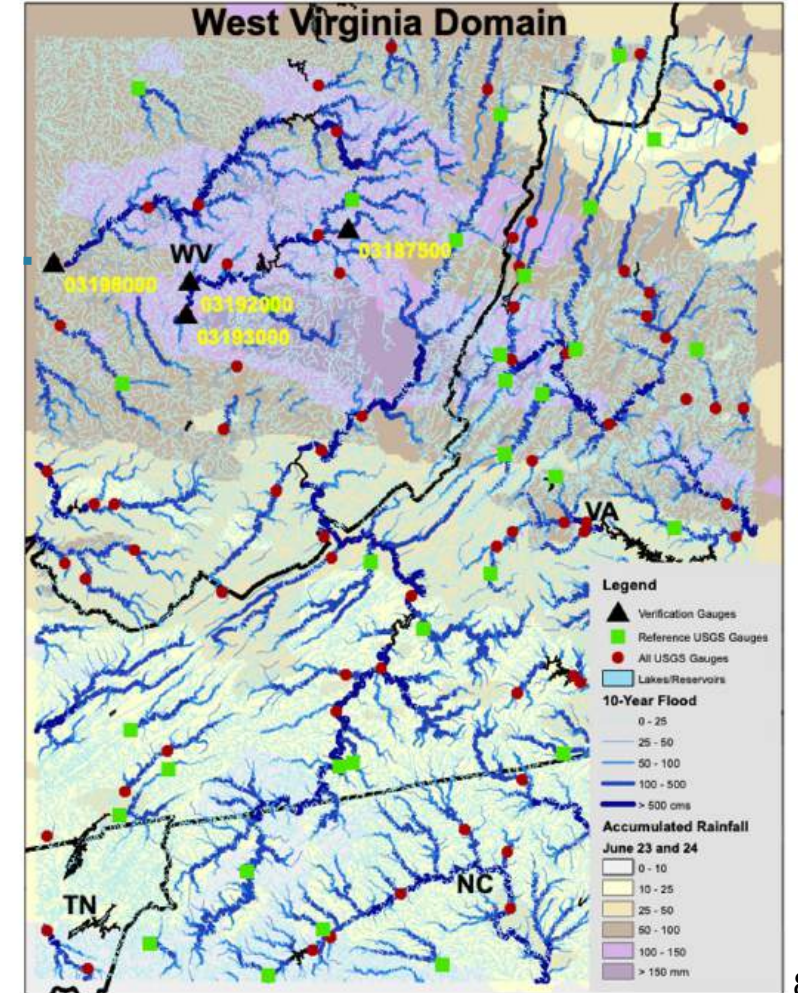 West Virginia Domain
WV
03187500
03198000
03192000
03193000
VA
Legend
Verification Gauges
Reference USGS Gauges
All USGS Gauges
Lakes/Reservoirs
10-Year Flood
0 - 25
25 - 50
50 - 100
100 - 500
> 500 cms
Accumulated Rainfall
June 23 and 24
0 - 10
10 - 25
25 - 50
50 - 100
100 - 150
> 150 mm
NC
TN
8